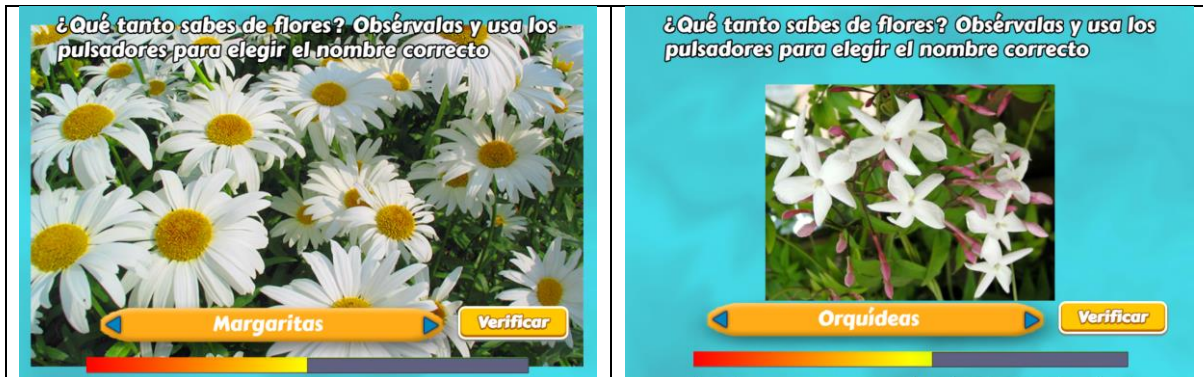 ¿Qué tanto sabes de flores? Obsérvalas y usa los
pulsadores para elegir el nombre correcto
Margaritas
Verificar
¿Qué tanto sabes de flores? Obsérvalas y usa los
pulsadores para elegir el nombre correcto
Orquídeas
Verificar